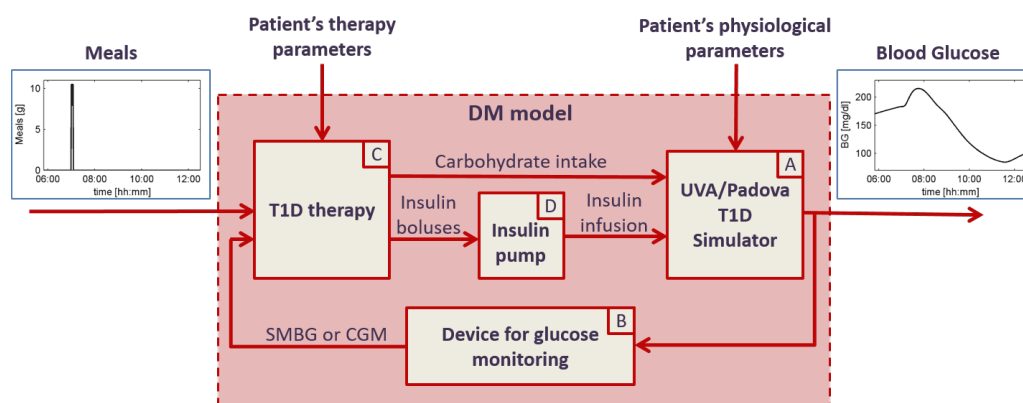 Patient's therapy
parameters
Patient's physiological
parameters
Meals
Blood Glucose
Meals [g]
10
5
0
06:00 08:00 10:00 12:00
time [hh:mm]
BG [mg/dl]
200
150
100
06:00 08:00 10:00 12:00
time [hh:mm]
DM model
C
T1D therapy
Carbohydrate intake
A
UVA/Padova
T1D
Simulator
Insulin
boluses
D
Insulin
pump
Insulin
infusion
SMBG or CGM
B
Device for glucose
monitoring